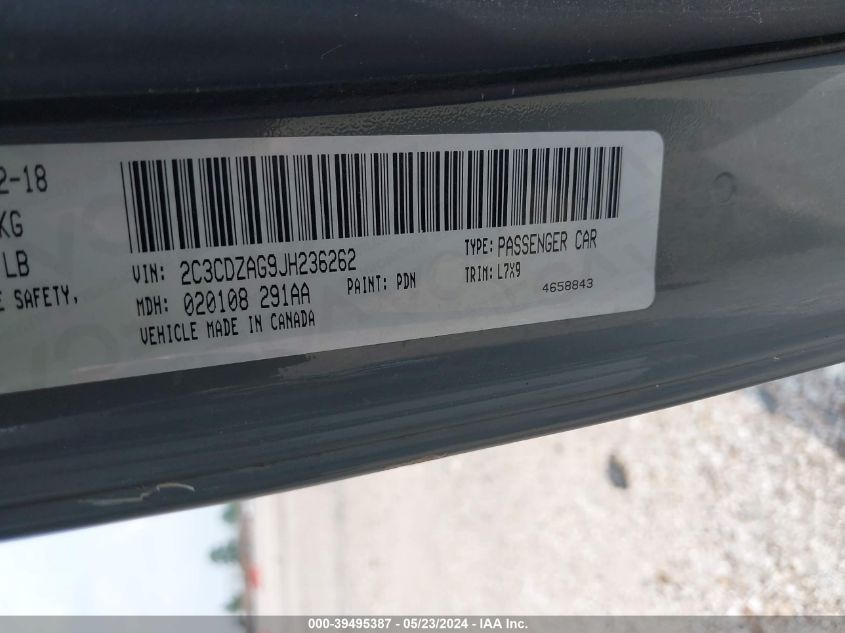 2-18
KG
LB
E SAFETY,
VIN: 2C3CDZAG9JH236262
TYPE: PASSENGER CAR
MDH: 020108 291AA
PAINT: PDN
TRIM: L7X9
VEHICLE MADE IN CANADA
4658843
000-39495387 - 05/23/2024 - IAA Inc.